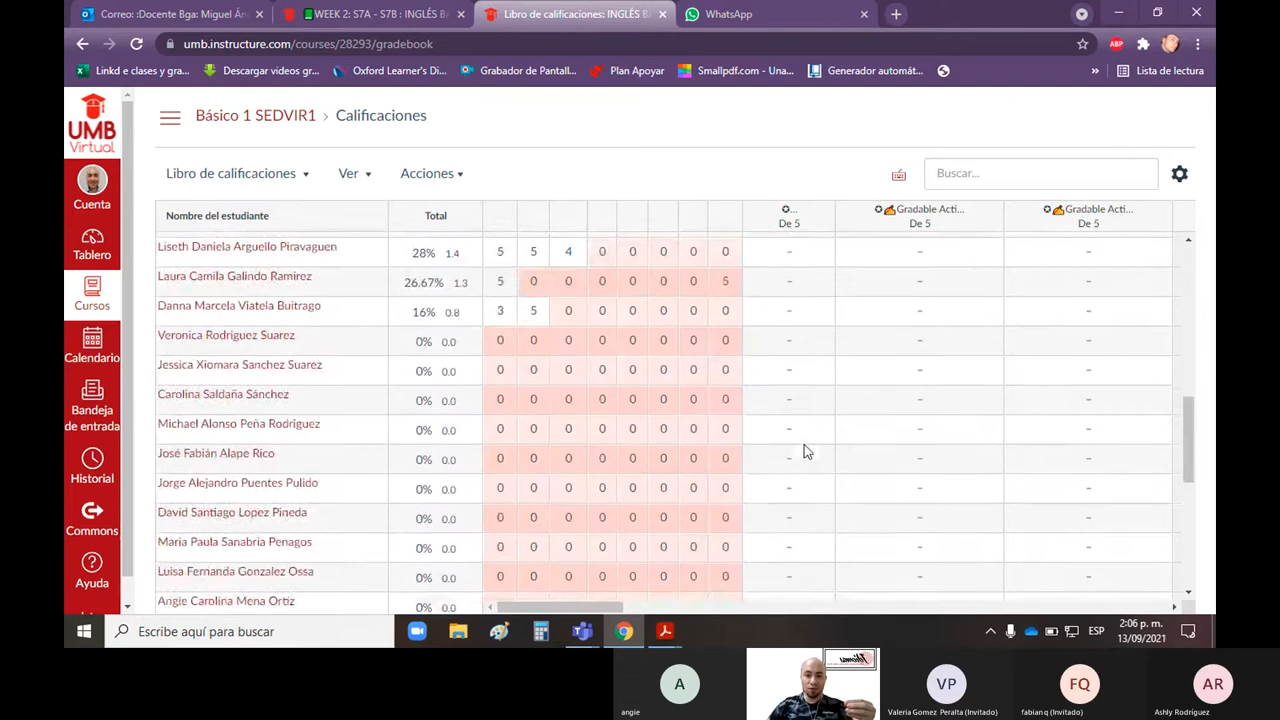 Correo: :Docente Bga: Miguel Án
WEEK 2: S7A - S7B : INGLÉS B
Libro de calificaciones: INGLÉS B
WhatsApp
umb.instructure.com/courses/28293/gradebook
ABP
Linkd e clases y gra...
Descargar videos gr...
Oxford Learner's Di...
Grabador de Pantall...
Plan Apoyar
Smallpdf.com - Una...
Generador automát...
»
Lista de lectura
UMB
Virtual
Cuenta
Tablero
Cursos
Calendario
Bandeja
de entrada
Historial
Commons
Ayuda
Básico 1 SEDVIR1 › Calificaciones
Libro de calificaciones
Ver
Acciones
Buscar...
Nombre del estudiante
Total
...
De 5
Gradable Acti...
De 5
Gradable Acti...
De 5
Liseth Daniela Arguello Piravaguen 28% 1.4 5 5 4 0 0 0 0 0 – – –
Laura Camila Galindo Ramirez 26.67% 1.3 5 0 0 0 0 0 0 5 – – –
Danna Marcela Viatela Buitrago 16% 0.8 3 5 0 0 0 0 0 0 – – –
Veronica Rodriguez Suarez 0% 0.0 0 0 0 0 0 0 0 0 – – –
Jessica Xiomara Sanchez Suarez 0% 0.0 0 0 0 0 0 0 0 0 – – –
Carolina Saldaña Sánchez 0% 0.0 0 0 0 0 0 0 0 0 – – –
Michael Alonso Peña Rodriguez 0% 0.0 0 0 0 0 0 0 0 0 – – –
José Fabián Alape Rico 0% 0.0 0 0 0 0 0 0 0 0 – – –
Jorge Alejandro Puentes Pulido 0% 0.0 0 0 0 0 0 0 0 0 – – –
David Santiago Lopez Pineda 0% 0.0 0 0 0 0 0 0 0 0 – – –
Maria Paula Sanabria Penagos 0% 0.0 0 0 0 0 0 0 0 0 – – –
Luisa Fernanda Gonzalez Ossa 0% 0.0 0 0 0 0 0 0 0 0 – – –
Angie Carolina Mena Ortiz 0% 0.0
Escribe aquí para buscar
ESP
2:06 p. m.
13/09/2021
A
angie
VP
Valeria Gomez Peralta (Invitado)
FQ
fabian q (Invitado)
AR
Ashly Rodriguez